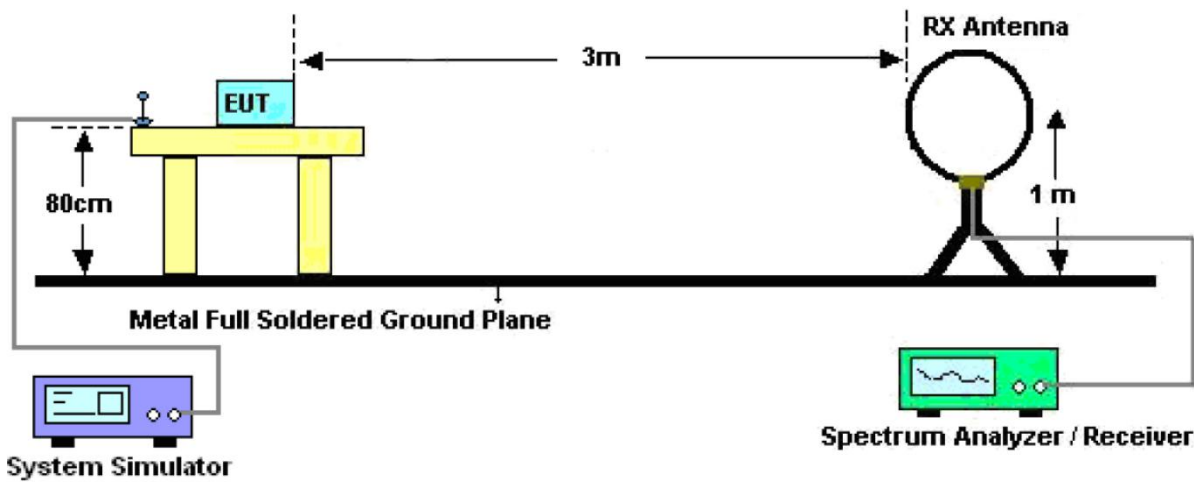 RX Antenna
3m
EUT
80cm
1 m
Metal Full Soldered Ground Plane
System Simulator
Spectrum Analyzer / Receiver